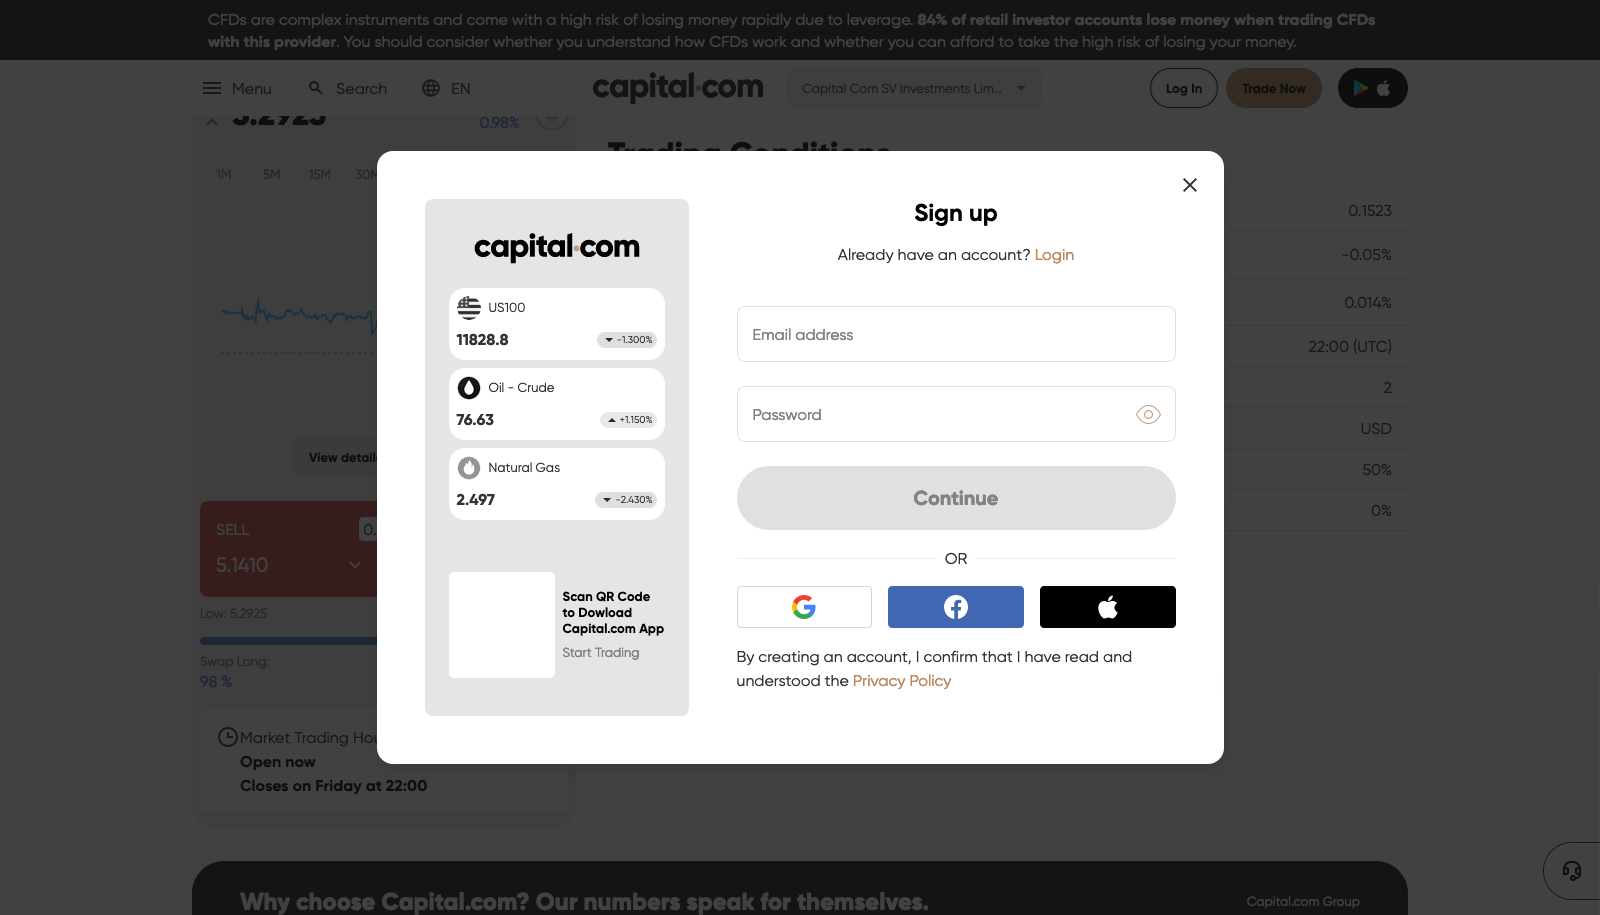 CFDs are complex instruments and come with a high risk of losing money rapidly due to leverage. 84% of retail investor accounts lose money when trading CFDs
with this provider. You should consider whether you understand how CFDs work and whether you can afford to take the high risk of losing your money.
Menu
Search
EN
capital.com
Capital Com SV Investments Lim...
Log In
Trade Now
5.2925
0.98%
Trading Conditions
1M
5M
15M
0.1523
-0.05%
0.014%
22:00 (UTC)
2
USD
50%
0%
SELL
5.1410
Low: 5.2925
Swap Long:
98 %
Market Trading
Open now
Closes on Friday at 22:00
capital.com
US100
11828.8
-1.300%
Oil - Crude
76.63
+1.150%
Natural Gas
2.497
-2.430%
Scan QR Code
to Dowload
Capital.com App
Start Trading
Sign up
Already have an account? Login
Email address
Password
Continue
OR
By creating an account, I confirm that I have read and
understood the Privacy Policy
Why choose Capital.com? Our numbers speak for themselves.
Capital.com Group